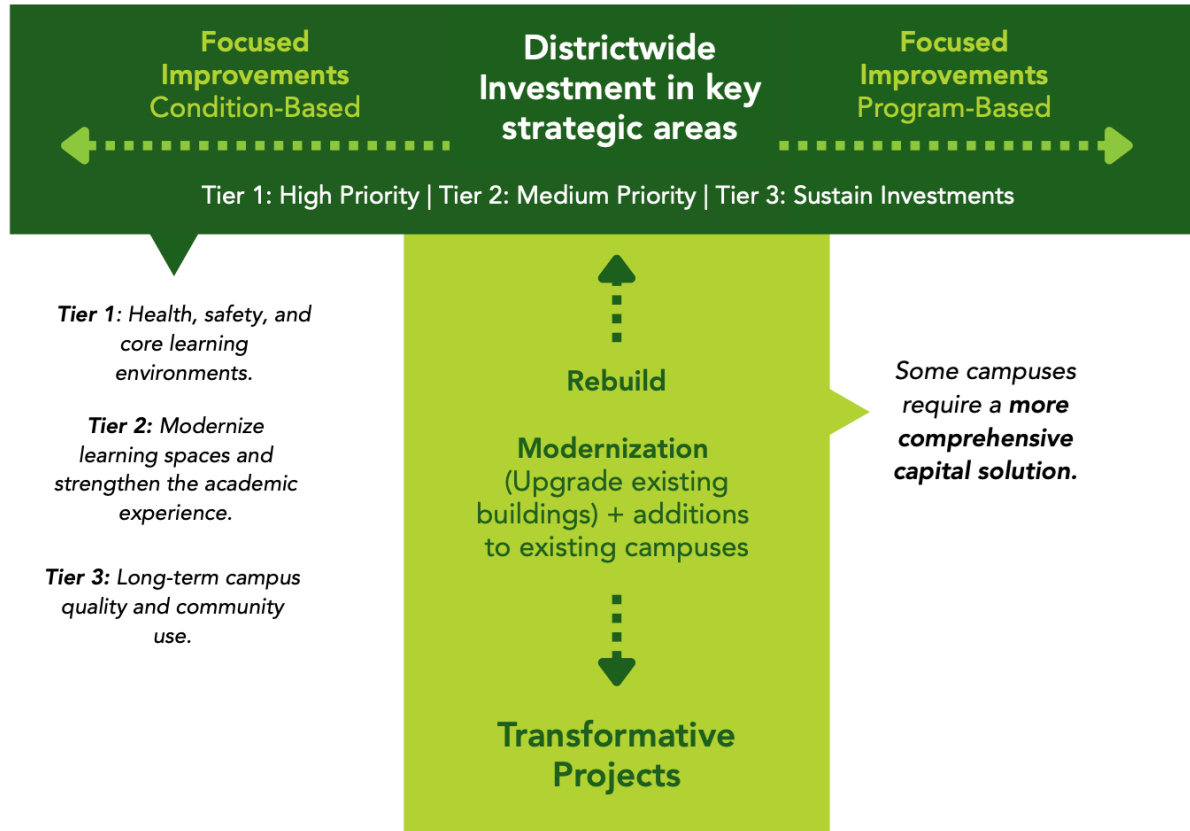 Focused
Improvements
Condition-Based
Districtwide
Investment in key
strategic areas
Focused
Improvements
Program-Based
Tier 1: High Priority | Tier 2: Medium Priority | Tier 3: Sustain Investments
Tier 1: Health, safety, and
core learning
environments.
Tier 2: Modernize
learning spaces and
strengthen the academic
experience.
Tier 3: Long-term campus
quality and community
use.
Rebuild
Modernization
(Upgrade existing
buildings) + additions
to existing campuses
Transformative
Projects
Some campuses
require a more
comprehensive
capital solution.